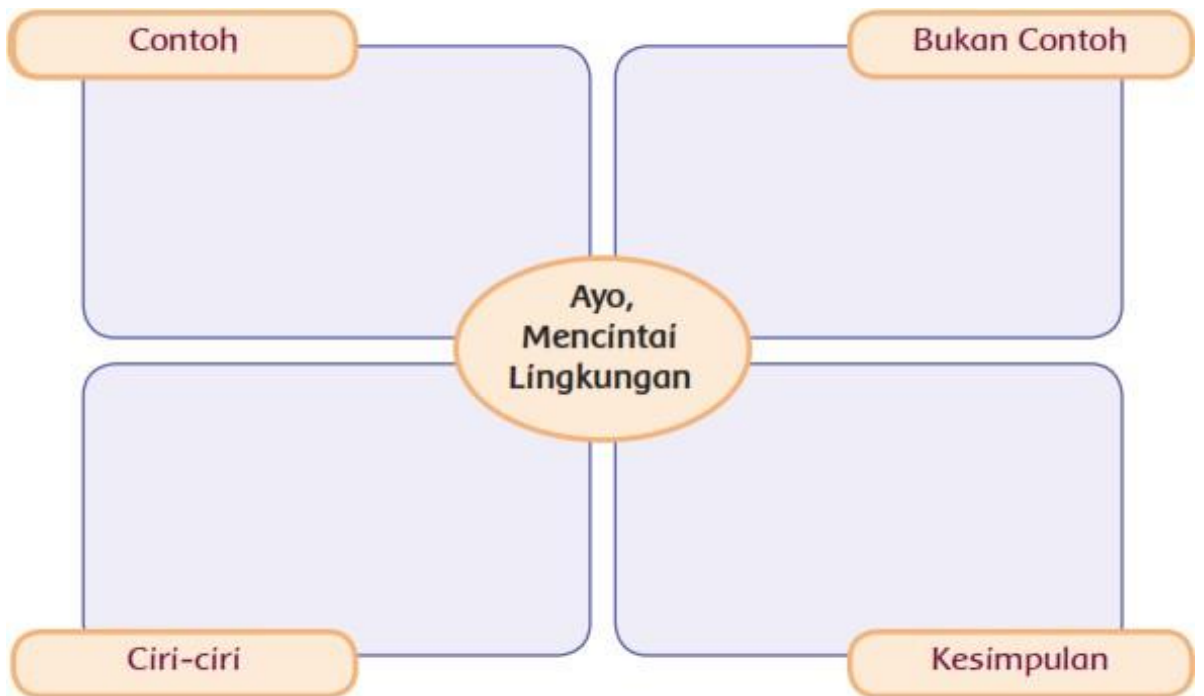 Contoh
Bukan Contoh
Ayo,
Mencintai
Lingkungan
Ciri-ciri
Kesimpulan